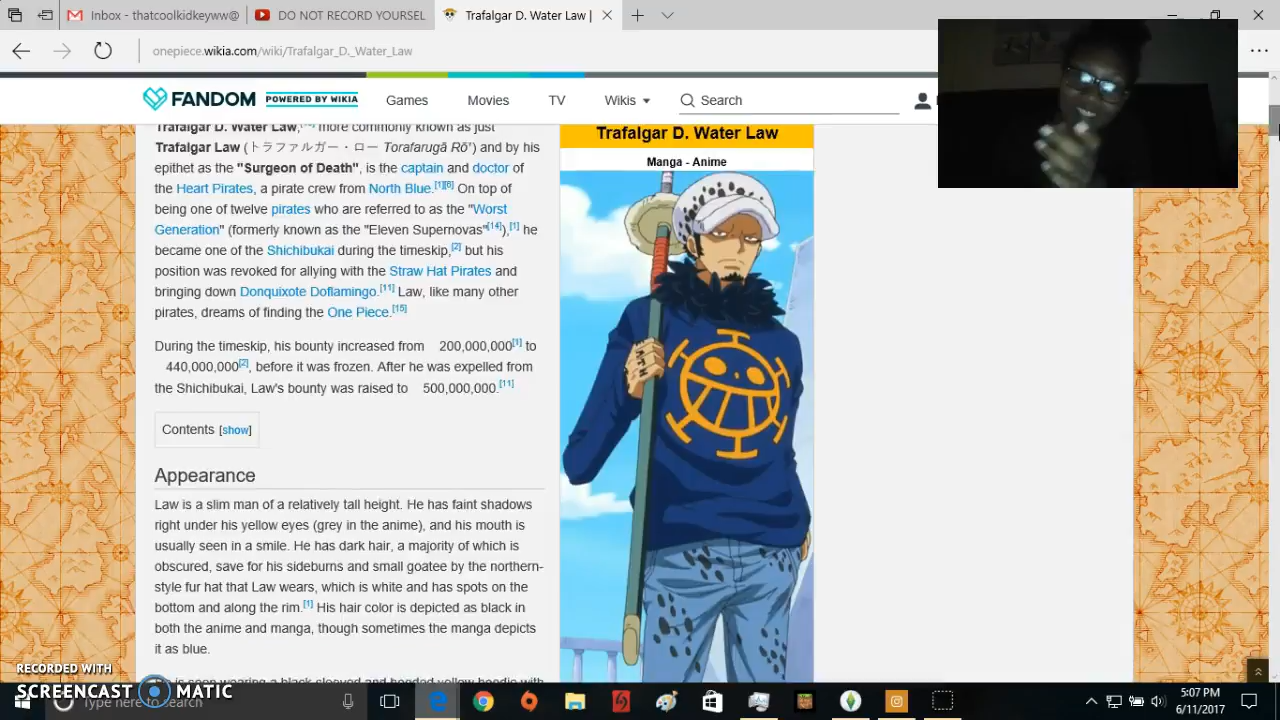 Inbox (1) - thatoneotakukid
DO NOT DISTURB YOURSEL
Trafalgar D. Water Law
onepiece.wikia.com/wiki/Trafalgar_D._Water_Law
FANDOM POWERED BY WIKIA Games Movies TV Wikis Search
Trafalgar D. Water Law, more commonly known as just
Trafalgar Law (トラファルガー・ロー Torafarugā Rō) and by his
epithet as the "Surgeon of Death", is the captain and doctor of
the Heart Pirates, a pirate crew from North Blue.[1][6] On top of
being one of twelve pirates who are referred to as the "Worst
Generation" (formerly known as the "Eleven Supernovas"[14]),[1] he
became one of the Shichibukai during the timeskip,[2] but his
position was revoked for allying with the Straw Hat Pirates and
bringing down Donquixote Doflamingo.[11] Law, like many other
pirates, dreams of finding the One Piece.[15]
During the timeskip, his bounty increased from 200,000,000[1] to
440,000,000[2], before it was frozen. After he was expelled from
the Shichibukai, Law's bounty was raised to 500,000,000.[11]
Contents [show]
Appearance
Law is a slim man of a relatively tall height. He has faint shadows
right under his yellow eyes (grey in the anime), and his mouth is
usually seen in a smile. He has dark hair, a majority of which is
obscured, save for his sideburns and small goatee by the northern-
style fur hat that Law wears, which is white and has spots on the
bottom and along the rim.[1] His hair color is depicted as black in
both the anime and manga, though sometimes the manga depicts
it as blue.
is seen wearing a black-sleeved and hooded yellow hoodie with
Trafalgar D. Water Law
Manga - Anime
RECORDED WITH
SCREENCAST MATIC
Type here to search
5:07 PM
6/11/2017